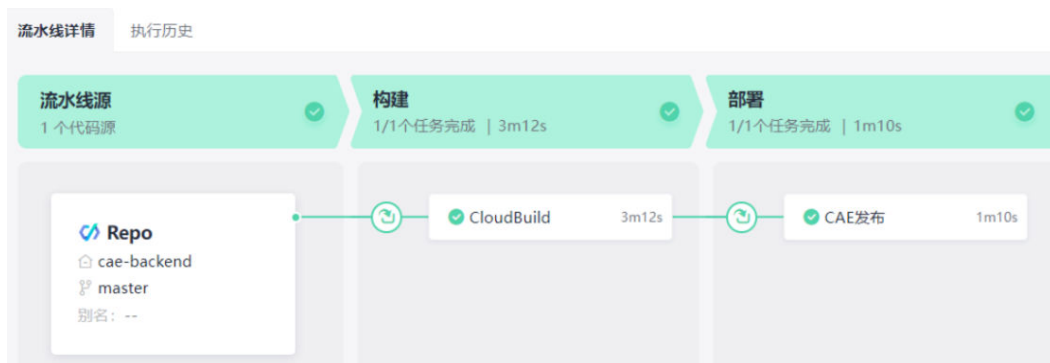 流水线详情 执行历史
流水线源
1 个代码源
构建
1/1个任务完成 | 3m12s
部署
1/1个任务完成 | 1m10s
Repo
cae-backend
master
别名: --
CloudBuild 3m12s
CAE发布 1m10s